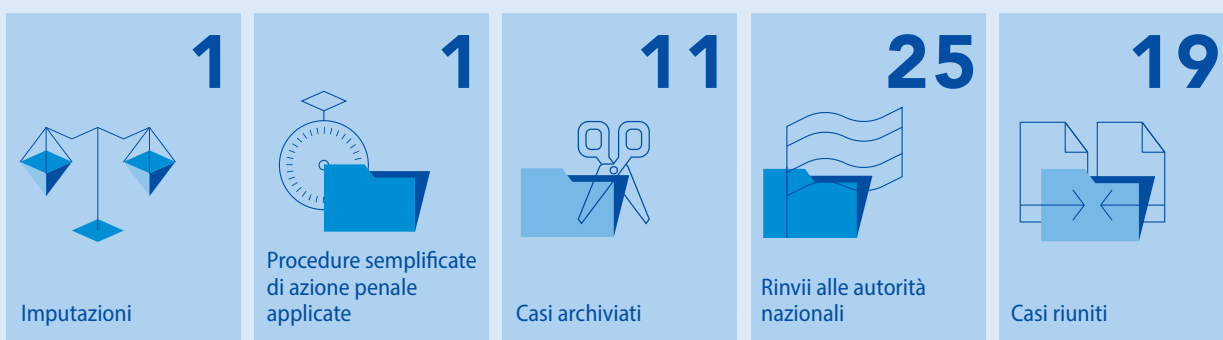 1
Imputazioni
1
Procedure semplificate
di azione penale
applicate
11
Casi archiviati
25
Rinvii alle autorità
nazionali
19
Casi riuniti